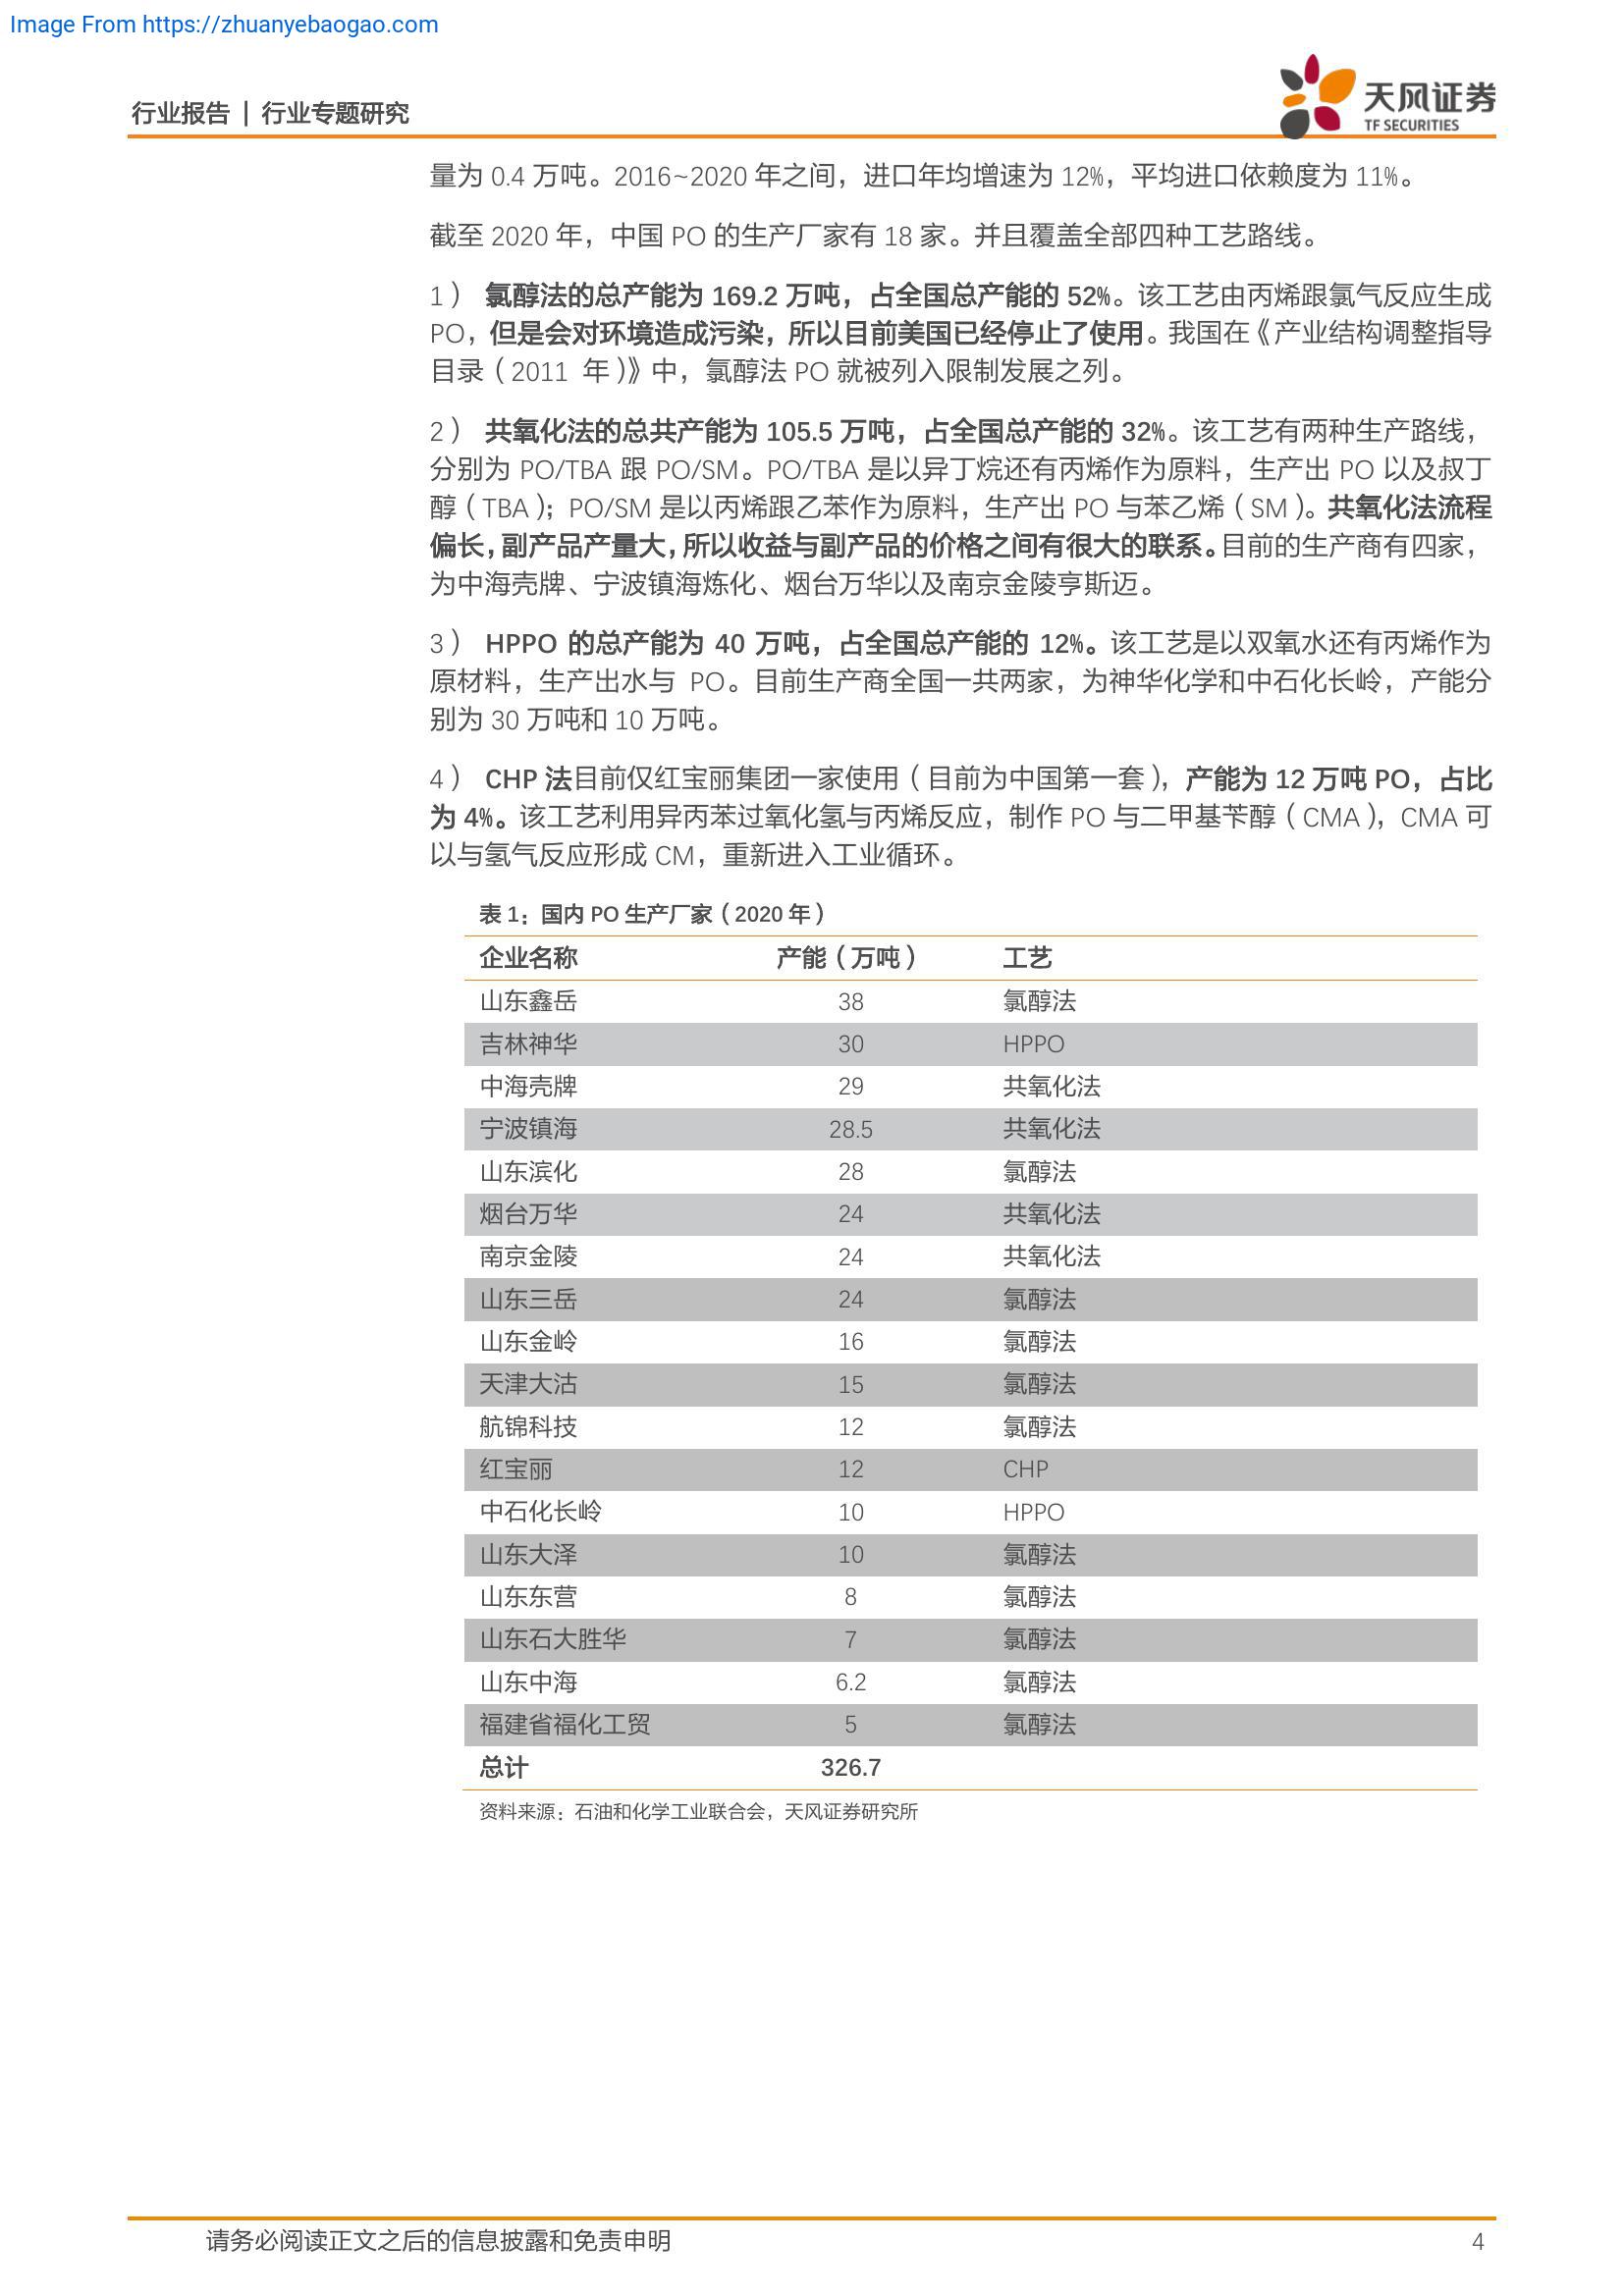 Image From https://zhuanyebaogao.com
行业报告 | 行业专题研究
天风证券
TF SECURITIES
量为 0.4 万吨。2016~2020 年之间，进口年均增速为 12%，平均进口依赖度为 11%。
截至 2020 年，中国 PO 的生产厂家有 18 家。并且覆盖全部四种工艺路线。
1） 氯醇法的总产能为 169.2 万吨，占全国总产能的 52%。该工艺由丙烯跟氯气反应生成
PO，但是会对环境造成污染，所以目前美国已经停止了使用。我国在《产业结构调整指导
目录（2011 年）》中，氯醇法 PO 就被列入限制发展之列。
2） 共氧化法的总共产能为 105.5 万吨，占全国总产能的 32%。该工艺有两种生产路线，
分别为 PO/TBA 跟 PO/SM。PO/TBA 是以异丁烷还有丙烯作为原料，生产出 PO 以及叔丁
醇（TBA）；PO/SM 是以丙烯跟乙苯作为原料，生产出 PO 与苯乙烯（SM）。共氧化法流程
偏长，副产品产量大，所以收益与副产品的价格之间有很大的联系。目前的生产商有四家，
为中海壳牌、宁波镇海炼化、烟台万华以及南京金陵亨斯迈。
3） HPPO 的总产能为 40 万吨，占全国总产能的 12%。该工艺是以双氧水还有丙烯作为
原材料，生产出水与 PO。目前生产商全国一共两家，为神华化学和中石化长岭，产能分
别为 30 万吨和 10 万吨。
4） CHP 法目前仅红宝丽集团一家使用（目前为中国第一套），产能为 12 万吨 PO，占比
为 4%。该工艺利用异丙苯过氧化氢与丙烯反应，制作 PO 与二甲基苄醇（CMA），CMA 可
以与氢气反应形成 CM，重新进入工业循环。
表 1：国内 PO 生产厂家（2020 年）
企业名称 产能（万吨） 工艺
山东鑫岳 38 氯醇法
吉林神华 30 HPPO
中海壳牌 29 共氧化法
宁波镇海 28.5 共氧化法
山东滨化 28 氯醇法
烟台万华 24 共氧化法
南京金陵 24 共氧化法
山东三岳 24 氯醇法
山东金岭 16 氯醇法
天津大沽 15 氯醇法
航锦科技 12 氯醇法
红宝丽 12 CHP
中石化长岭 10 HPPO
山东大泽 10 氯醇法
山东东营 8 氯醇法
山东石大胜华 7 氯醇法
山东中海 6.2 氯醇法
福建省福化工贸 5 氯醇法
总计 326.7
资料来源：石油和化学工业联合会，天风证券研究所
请务必阅读正文之后的信息披露和免责申明 4